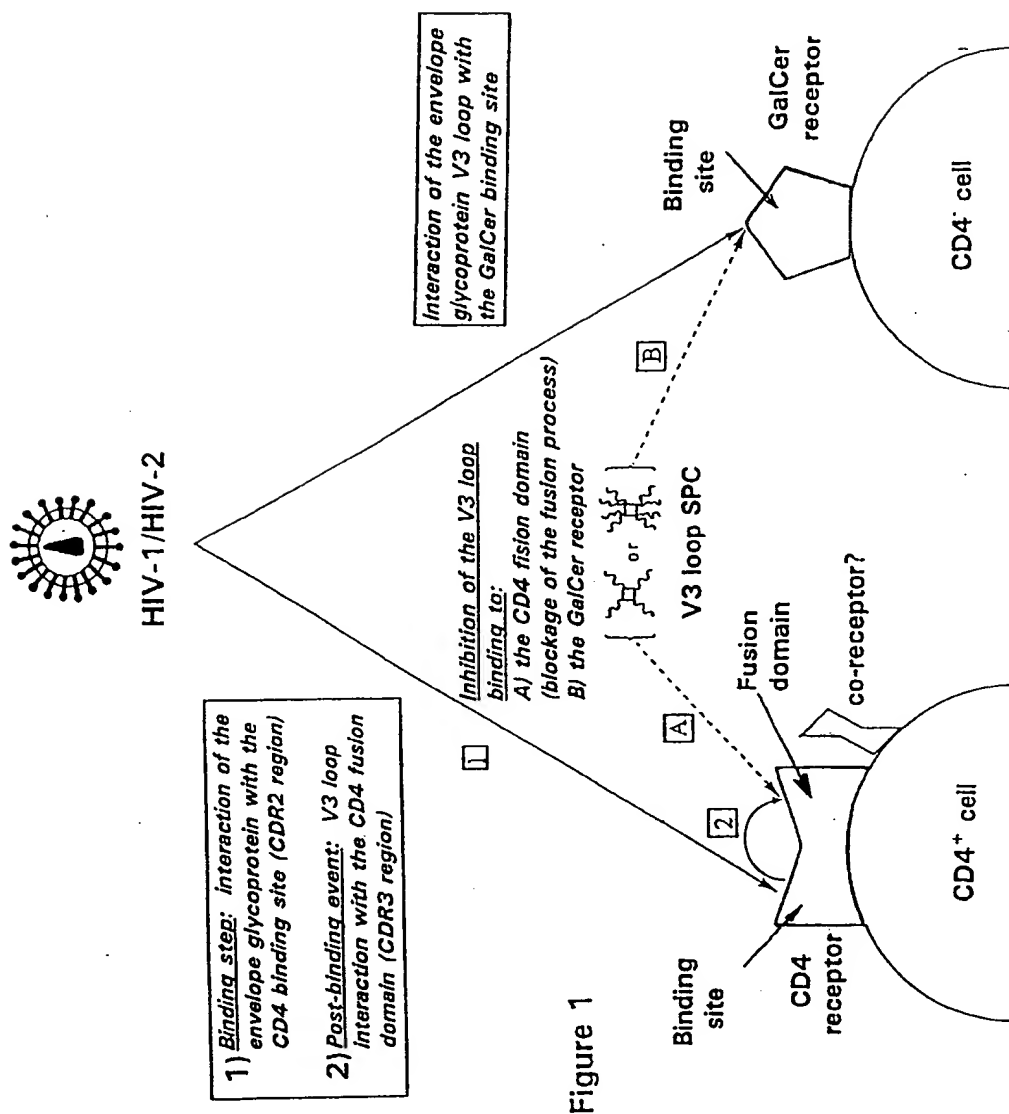 HIV-1/HIV-2
1) Binding step: interaction of the
envelope glycoprotein with the
CD4 binding site (CDR2 region)
2) Post-binding event: V3 loop
interaction with the CD4 fusion
domain (CDR3 region)
Interaction of the envelope
glycoprotein V3 loop with
the GalCer binding site
1
Inhibition of the V3 loop
binding to:
A) the CD4 fision domain
(blockage of the fusion process)
B) the GalCer receptor
or
V3 loop SPC
A
B
2
Figure 1
Binding
site
CD4
receptor
Fusion
domain
co-receptor?
CD4+ cell
Binding
site
GalCer
receptor
CD4- cell